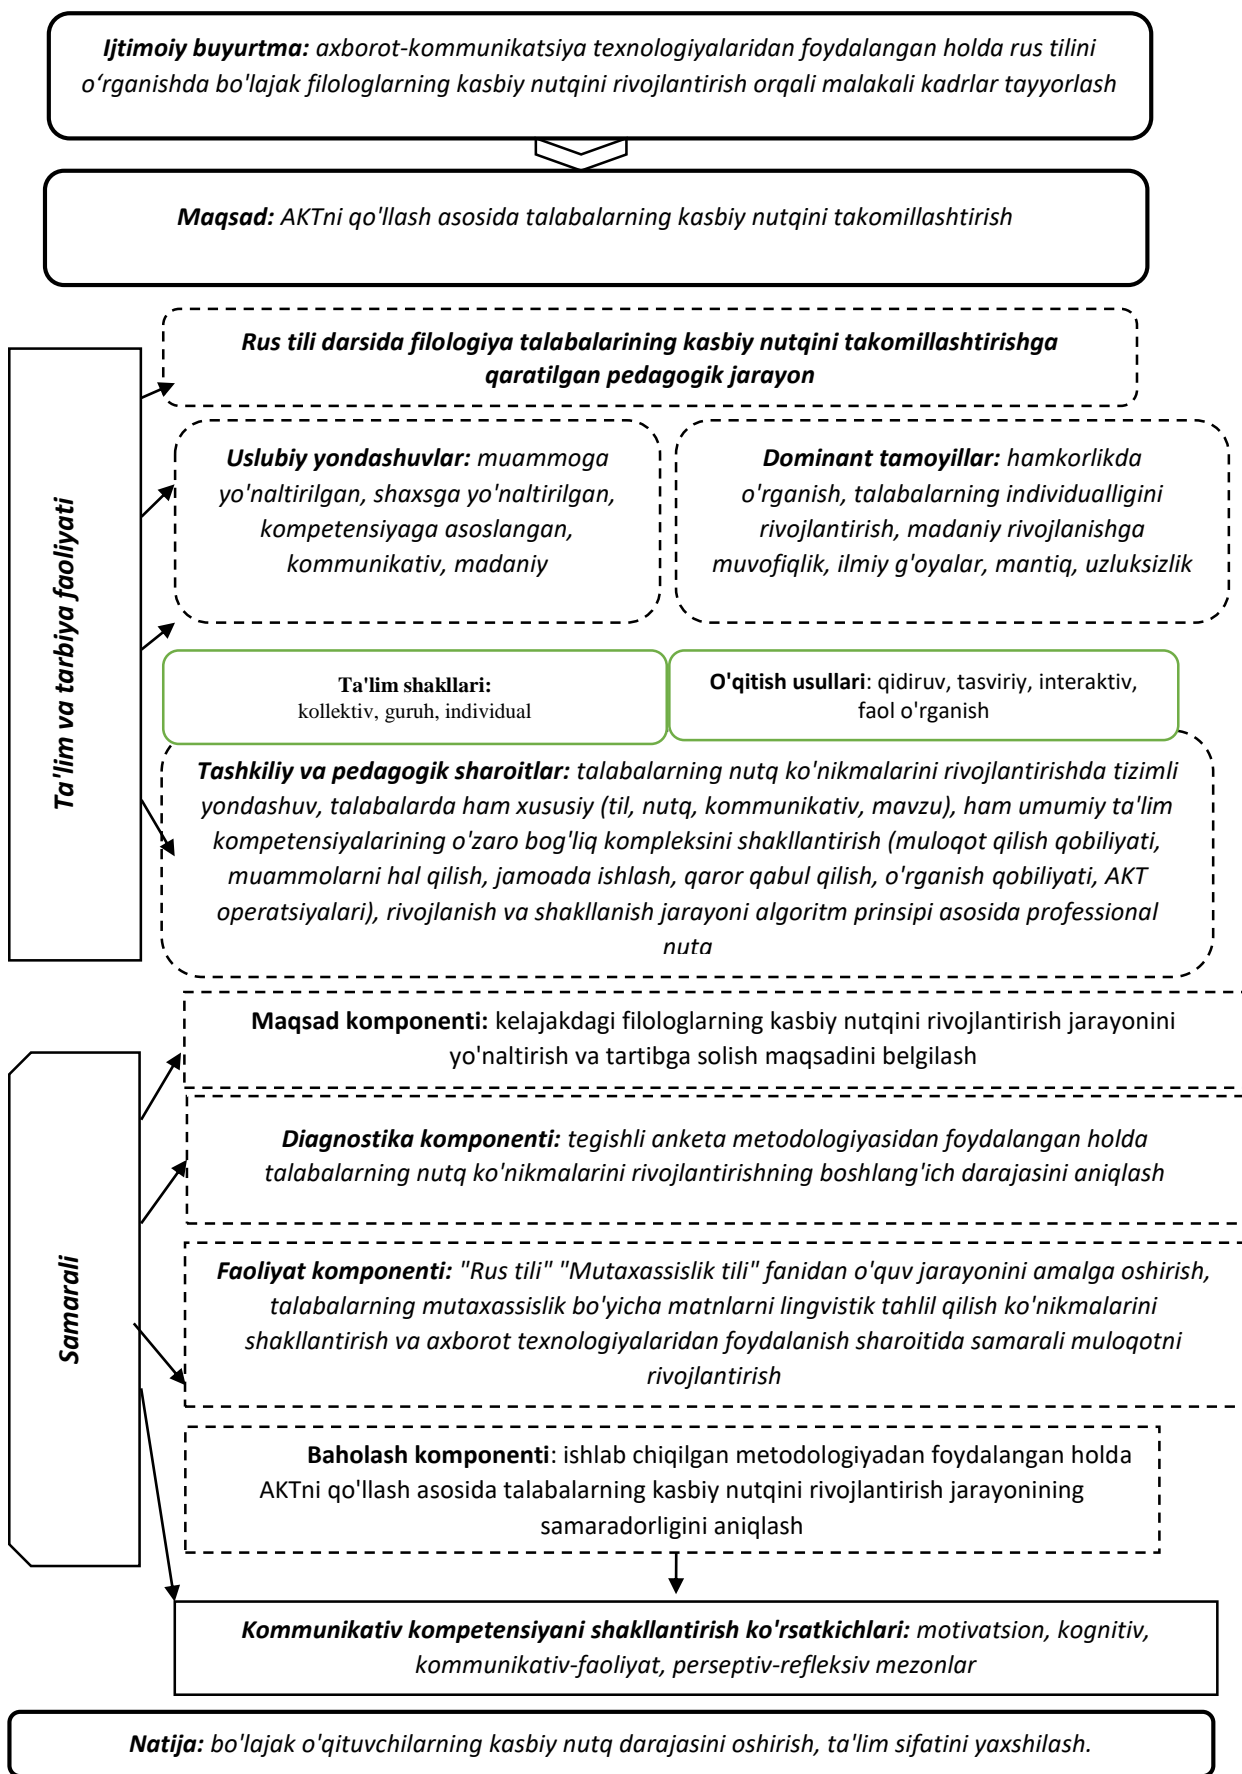 Ijtimoiy buyurtma: axborot-kommunikatsiya texnologiyalaridan foydalangan holda rus tilini
o‘rganishda bo'lajak filologlarning kasbiy nutqini rivojlantirish orqali malakali kadrlar tayyorlash
Maqsad: AKTni qo'llash asosida talabalarning kasbiy nutqini takomillashtirish
Ta'lim va tarbiya faoliyati
Rus tili darsida filologiya talabalarining kasbiy nutqini takomillashtirishga
qaratilgan pedagogik jarayon
Uslubiy yondashuvlar: muammoga
yo'naltirilgan, shaxsga yo'naltirilgan,
kompetensiyaga asoslangan,
kommunikativ, madaniy
Dominant tamoyillar: hamkorlikda
o'rganish, talabalarning individualligini
rivojlantirish, madaniy rivojlanishga
muvofiqlik, ilmiy g'oyalar, mantiq, uzluksizlik
Ta'lim shakllari:
kollektiv, guruh, individual
O'qitish usullari: qidiruv, tasviriy, interaktiv,
faol o'rganish
Tashkiliy va pedagogik sharoitlar: talabalarning nutq ko'nikmalarini rivojlantirishda tizimli
yondashuv, talabalarda ham xususiy (til, nutq, kommunikativ, mavzu), ham umumiy ta'lim
kompetensiyalarining o'zaro bog'liq kompleksini shakllantirish (muloqot qilish qobiliyati,
muammolarni hal qilish, jamoada ishlash, qaror qabul qilish, o'rganish qobiliyati, AKT
operatsiyalari), rivojlanish va shakllanish jarayoni algoritm prinsipi asosida professional
nutq
Samarali
Maqsad komponenti: kelajakdagi filologlarning kasbiy nutqini rivojlantirish jarayonini
yo'naltirish va tartibga solish maqsadini belgilash
Diagnostika komponenti: tegishli anketa metodologiyasidan foydalangan holda
talabalarning nutq ko'nikmalarini rivojlantirishning boshlang'ich darajasini aniqlash
Faoliyat komponenti: "Rus tili" "Mutaxassislik tili" fanidan o'quv jarayonini amalga oshirish,
talabalarning mutaxassislik bo'yicha matnlarni lingvistik tahlil qilish ko'nikmalarini
shakllantirish va axborot texnologiyalaridan foydalanish sharoitida samarali muloqotni
rivojlantirish
Baholash komponenti: ishlab chiqilgan metodologiyadan foydalangan holda
AKTni qo'llash asosida talabalarning kasbiy nutqini rivojlantirish jarayonining
samaradorligini aniqlash
Kommunikativ kompetensiyani shakllantirish ko'rsatkichlari: motivatsion, kognitiv,
kommunikativ-faoliyat, perseptiv-refleksiv mezonlar
Natija: bo'lajak o'qituvchilarning kasbiy nutq darajasini oshirish, ta'lim sifatini yaxshilash.